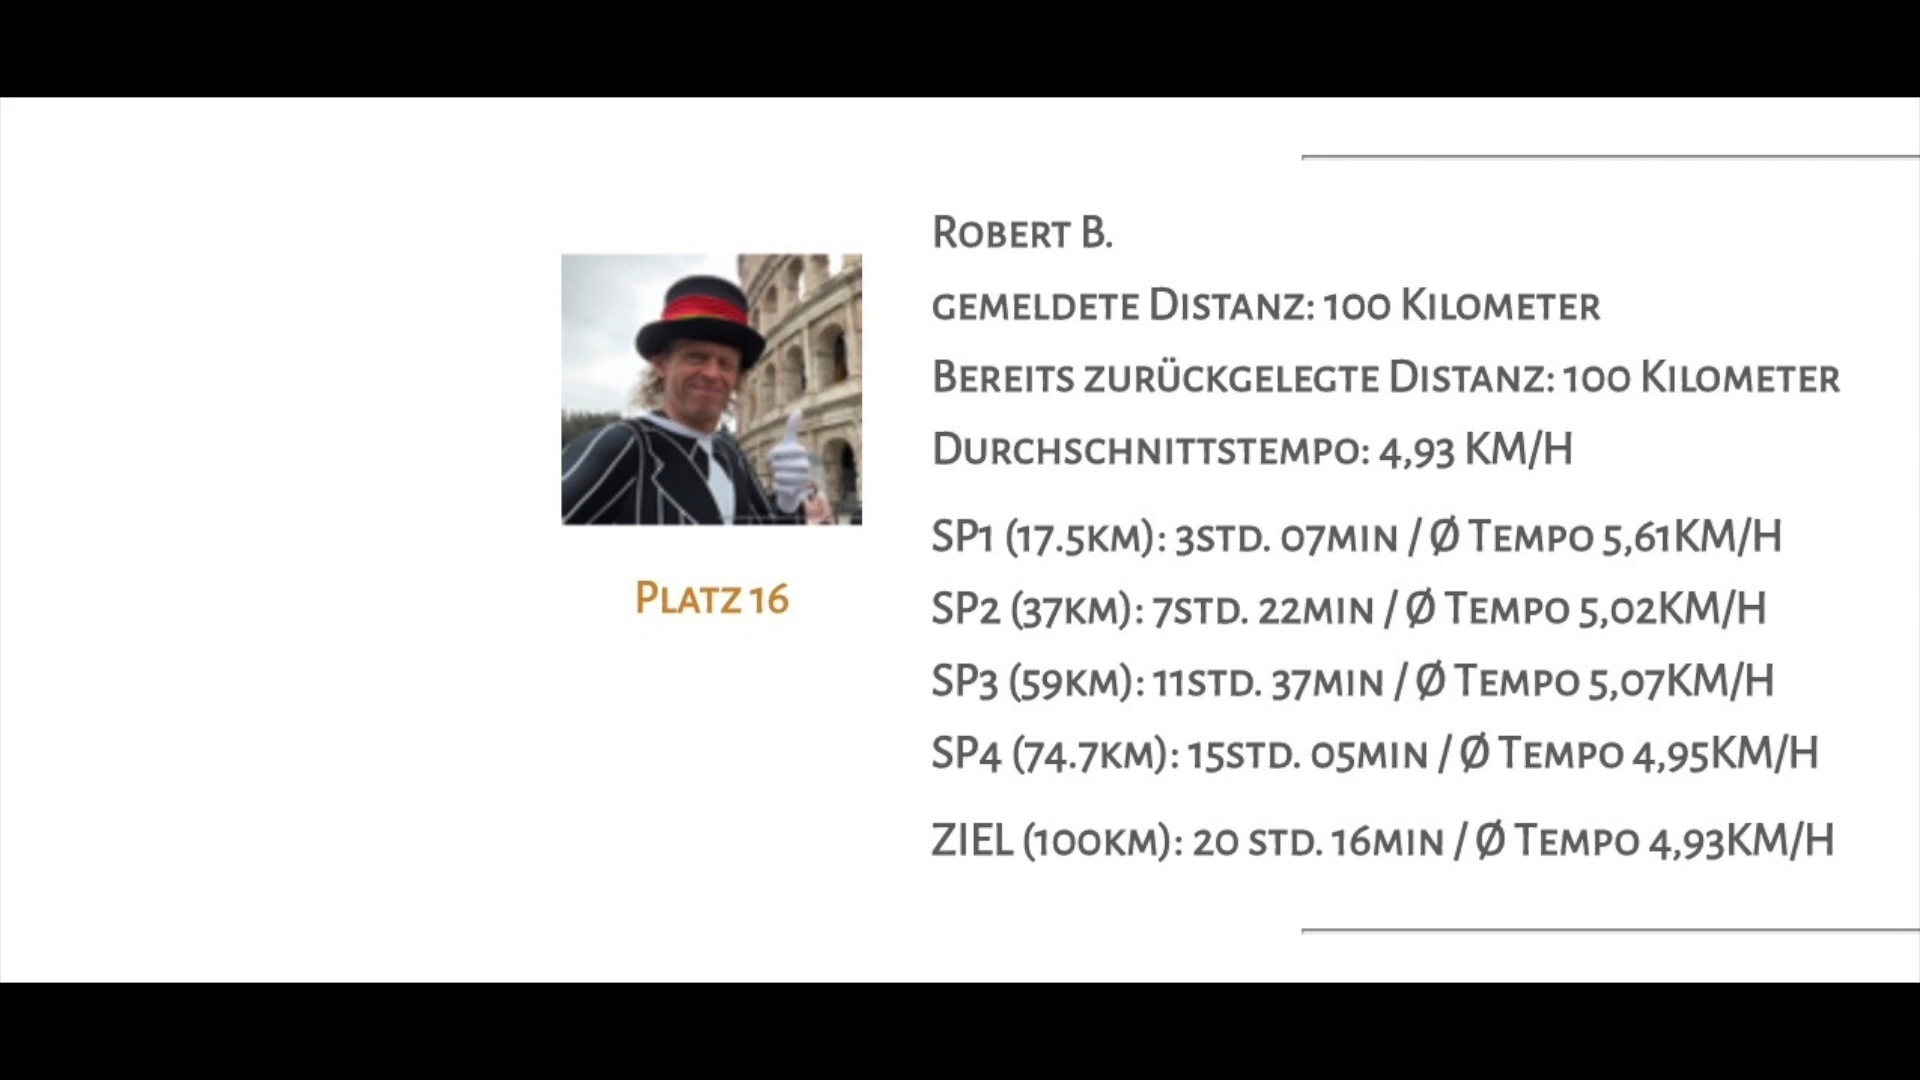 Robert B.
gemeldete Distanz: 100 Kilometer
Bereits zurückgelegte Distanz: 100 Kilometer
Durchschnittstempo: 4,93 km/h
SP1 (17.5km): 3std. 07min / Ø Tempo 5,61km/h
SP2 (37km): 7std. 22min / Ø Tempo 5,02km/h
SP3 (59km): 11std. 37min / Ø Tempo 5,07km/h
SP4 (74.7km): 15std. 05min / Ø Tempo 4,95km/h
ZIEL (100km): 20 std. 16min / Ø Tempo 4,93km/h
Platz 16